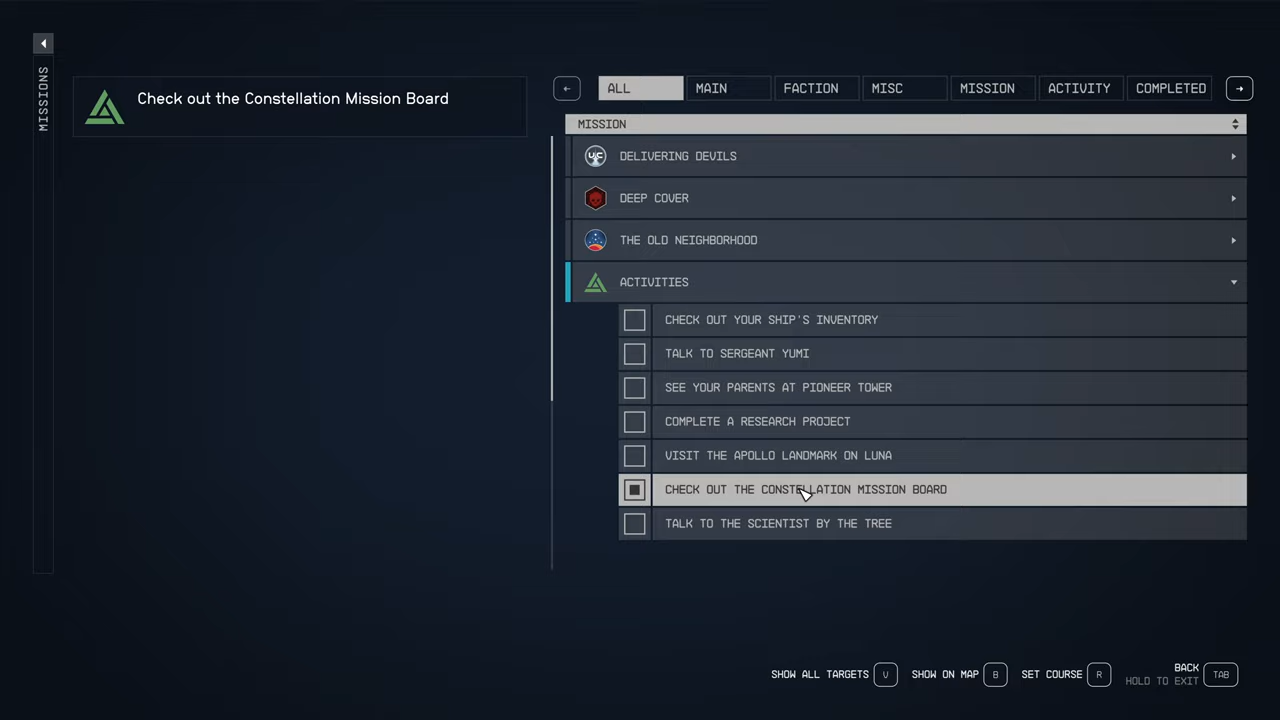 MISSIONS
Check out the Constellation Mission Board
ALL MAIN FACTION MISC MISSION ACTIVITY COMPLETED
MISSION
DELIVERING DEVILS
DEEP COVER
THE OLD NEIGHBORHOOD
ACTIVITIES
CHECK OUT YOUR SHIP'S INVENTORY
TALK TO SERGEANT YUMI
SEE YOUR PARENTS AT PIONEER TOWER
COMPLETE A RESEARCH PROJECT
VISIT THE APOLLO LANDMARK ON LUNA
CHECK OUT THE CONSTELLATION MISSION BOARD
TALK TO THE SCIENTIST BY THE TREE
SHOW ALL TARGETS V SHOW ON MAP B SET COURSE R BACK TAB
HOLD TO EXIT